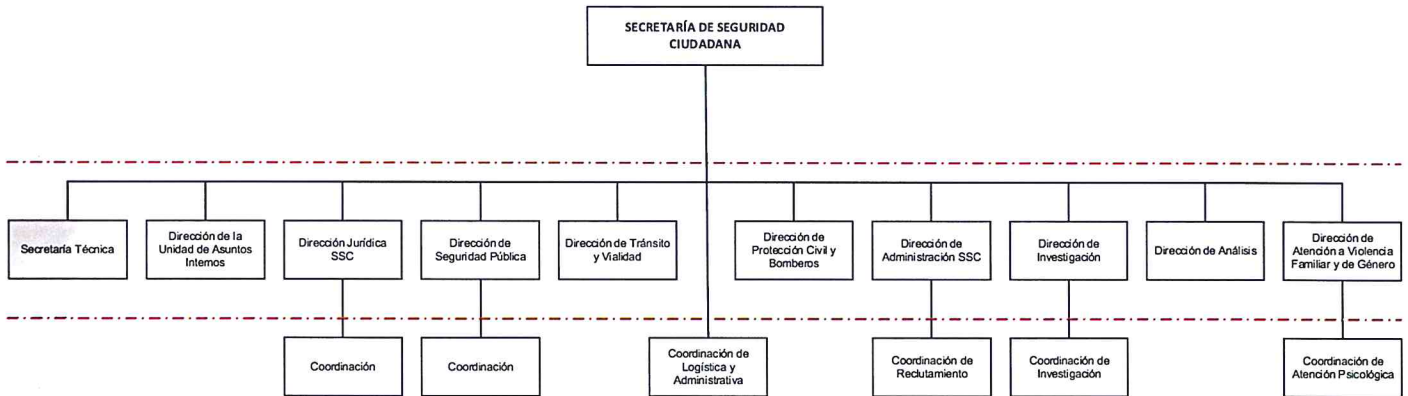 SECRETARÍA DE SEGURIDAD
CIUDADANA
Secretaría Técnica
Dirección de la
Unidad de Asuntos
Internos
Dirección Jurídica
SSC
Dirección de
Seguridad Pública
Dirección de Tránsito
y Vialidad
Dirección de
Protección Civil y
Bomberos
Dirección de
Administración SSC
Dirección de
Investigación
Dirección de Análisis
Dirección de
Atención a Violencia
Familiar y de Género
Coordinación
Coordinación
Coordinación de
Logística y
Administrativa
Coordinación de
Reclutamiento
Coordinación de
Investigación
Coordinación de
Atención Psicológica